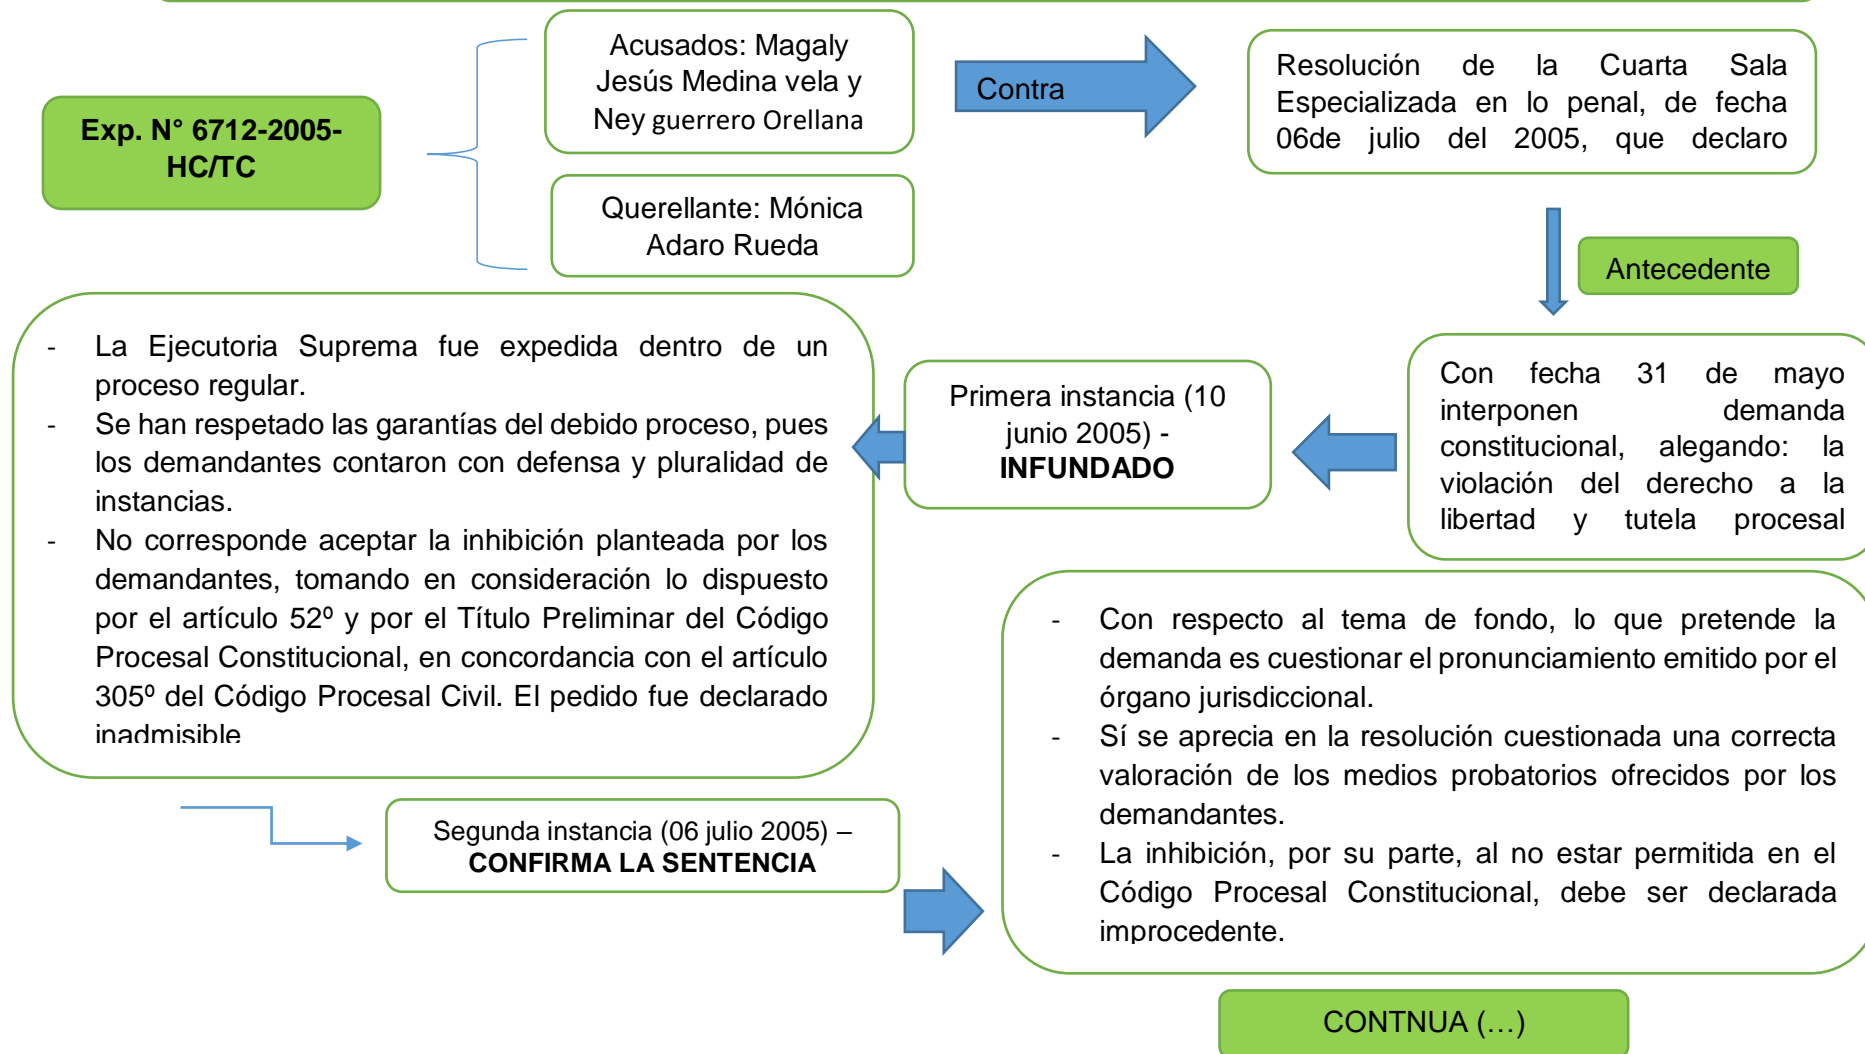 Exp. N° 6712-2005-
HC/TC
Acusados: Magaly
Jesús Medina vela y
Ney guerrero Orellana
Querellante: Mónica
Adaro Rueda
Contra
Resolución de la Cuarta Sala
Especializada en lo penal, de fecha
06de julio del 2005, que declaro
Antecedente
Con fecha 31 de mayo
interponen demanda
constitucional, alegando: la
violación del derecho a la
libertad y tutela procesal
Primera instancia (10
junio 2005) -
INFUNDADO
- La Ejecutoria Suprema fue expedida dentro de un
proceso regular.
- Se han respetado las garantías del debido proceso, pues
los demandantes contaron con defensa y pluralidad de
instancias.
- No corresponde aceptar la inhibición planteada por los
demandantes, tomando en consideración lo dispuesto
por el artículo 52º y por el Título Preliminar del Código
Procesal Constitucional, en concordancia con el artículo
305º del Código Procesal Civil. El pedido fue declarado
inadmisible
Segunda instancia (06 julio 2005) –
CONFIRMA LA SENTENCIA
- Con respecto al tema de fondo, lo que pretende la
demanda es cuestionar el pronunciamiento emitido por el
órgano jurisdiccional.
- Sí se aprecia en la resolución cuestionada una correcta
valoración de los medios probatorios ofrecidos por los
demandantes.
- La inhibición, por su parte, al no estar permitida en el
Código Procesal Constitucional, debe ser declarada
improcedente.
CONTNUA (…)